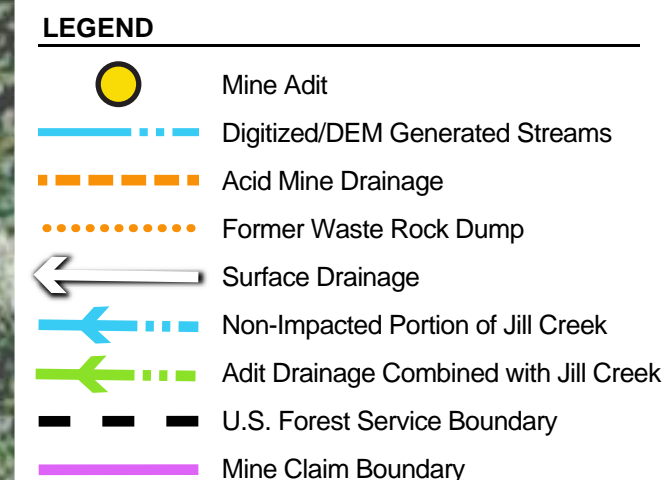 LEGEND
Mine Adit
Digitized/DEM Generated Streams
Acid Mine Drainage
Former Waste Rock Dump
Surface Drainage
Non-Impacted Portion of Jill Creek
Adit Drainage Combined with Jill Creek
U.S. Forest Service Boundary
Mine Claim Boundary